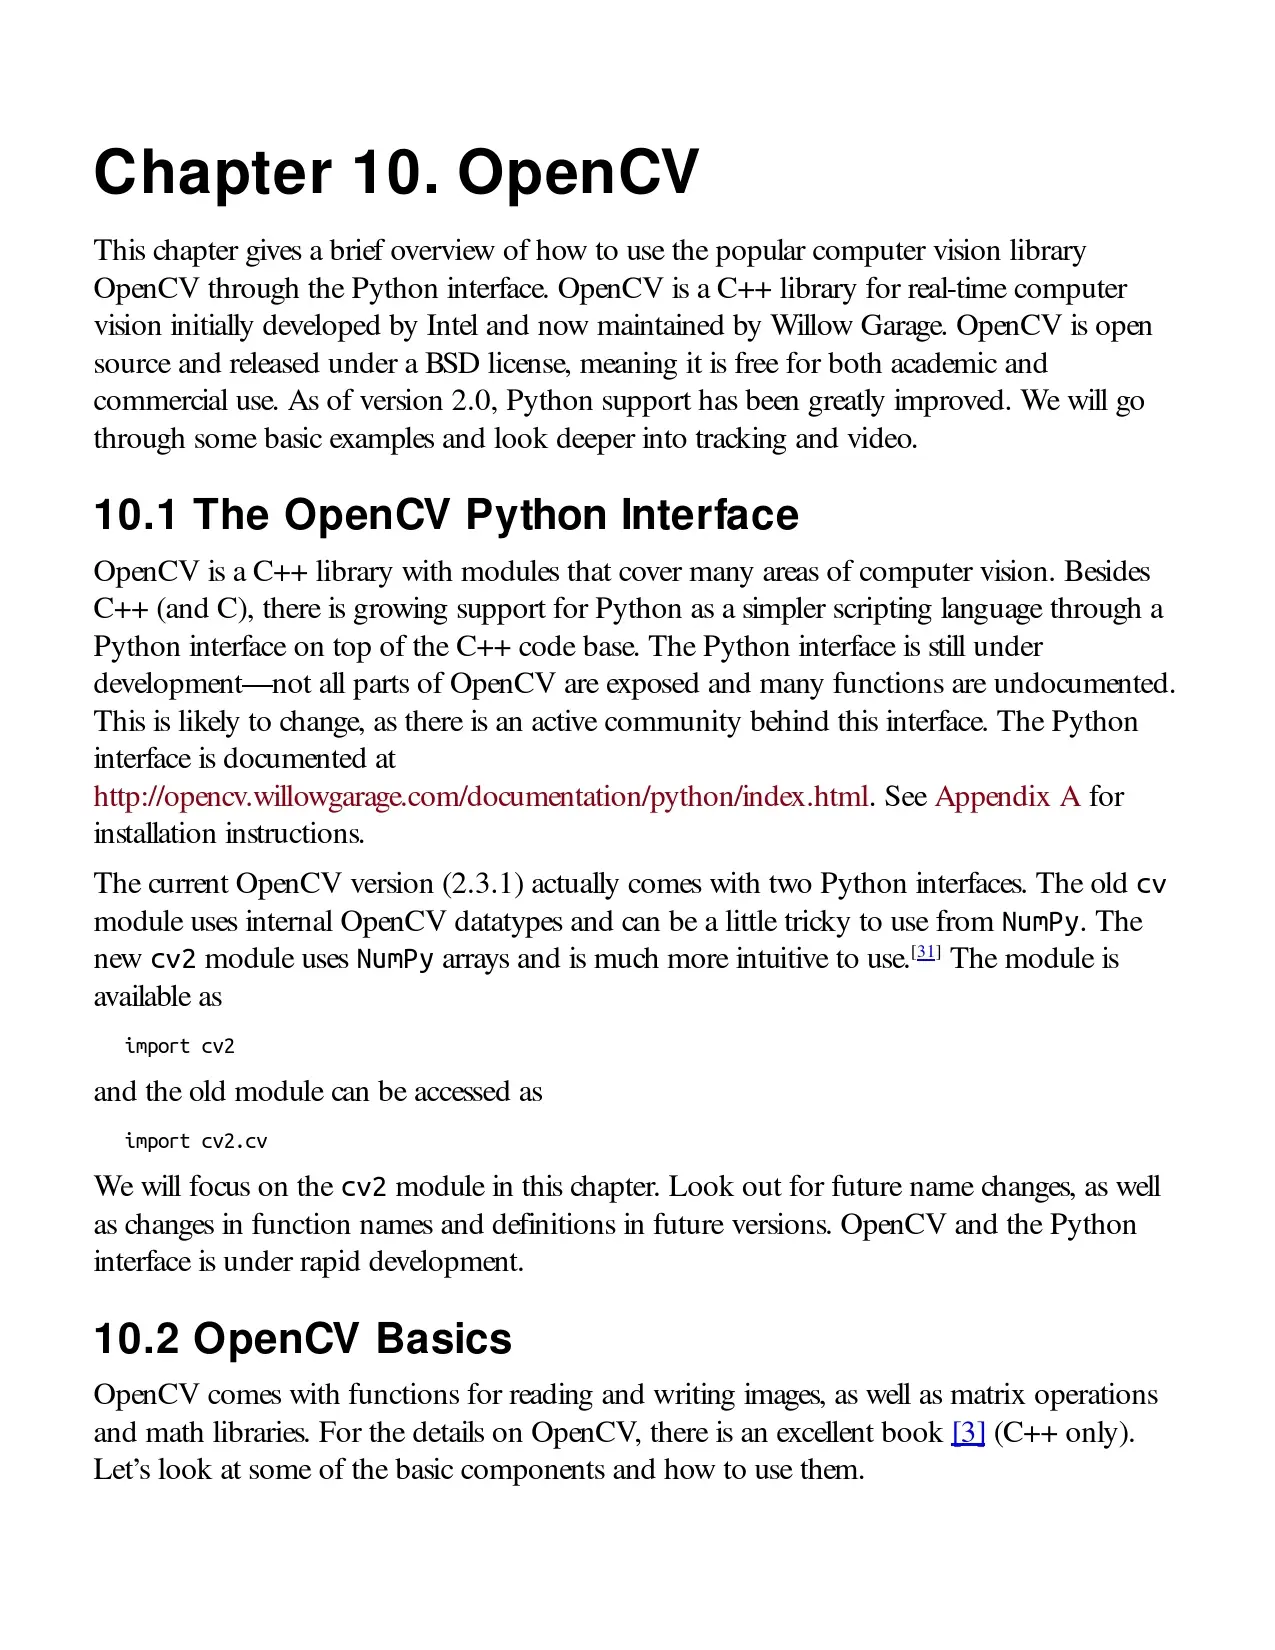 Chapter 10. OpenCV
This chapter gives a brief overview of how to use the popular computer vision library
OpenCV through the Python interface. OpenCV is a C++ library for real-time computer
vision initially developed by Intel and now maintained by Willow Garage. OpenCV is open
source and released under a BSD license, meaning it is free for both academic and
commercial use. As of version 2.0, Python support has been greatly improved. We will go
through some basic examples and look deeper into tracking and video.
10.1 The OpenCV Python Interface
OpenCV is a C++ library with modules that cover many areas of computer vision. Besides
C++ (and C), there is growing support for Python as a simpler scripting language through a
Python interface on top of the C++ code base. The Python interface is still under
development—not all parts of OpenCV are exposed and many functions are undocumented.
This is likely to change, as there is an active community behind this interface. The Python
interface is documented at
http://opencv.willowgarage.com/documentation/python/index.html. See Appendix A for
installation instructions.
The current OpenCV version (2.3.1) actually comes with two Python interfaces. The old cv
module uses internal OpenCV datatypes and can be a little tricky to use from NumPy. The
new cv2 module uses NumPy arrays and is much more intuitive to use.[31] The module is
available as
import cv2
and the old module can be accessed as
import cv2.cv
We will focus on the cv2 module in this chapter. Look out for future name changes, as well
as changes in function names and definitions in future versions. OpenCV and the Python
interface is under rapid development.
10.2 OpenCV Basics
OpenCV comes with functions for reading and writing images, as well as matrix operations
and math libraries. For the details on OpenCV, there is an excellent book [3] (C++ only).
Let’s look at some of the basic components and how to use them.